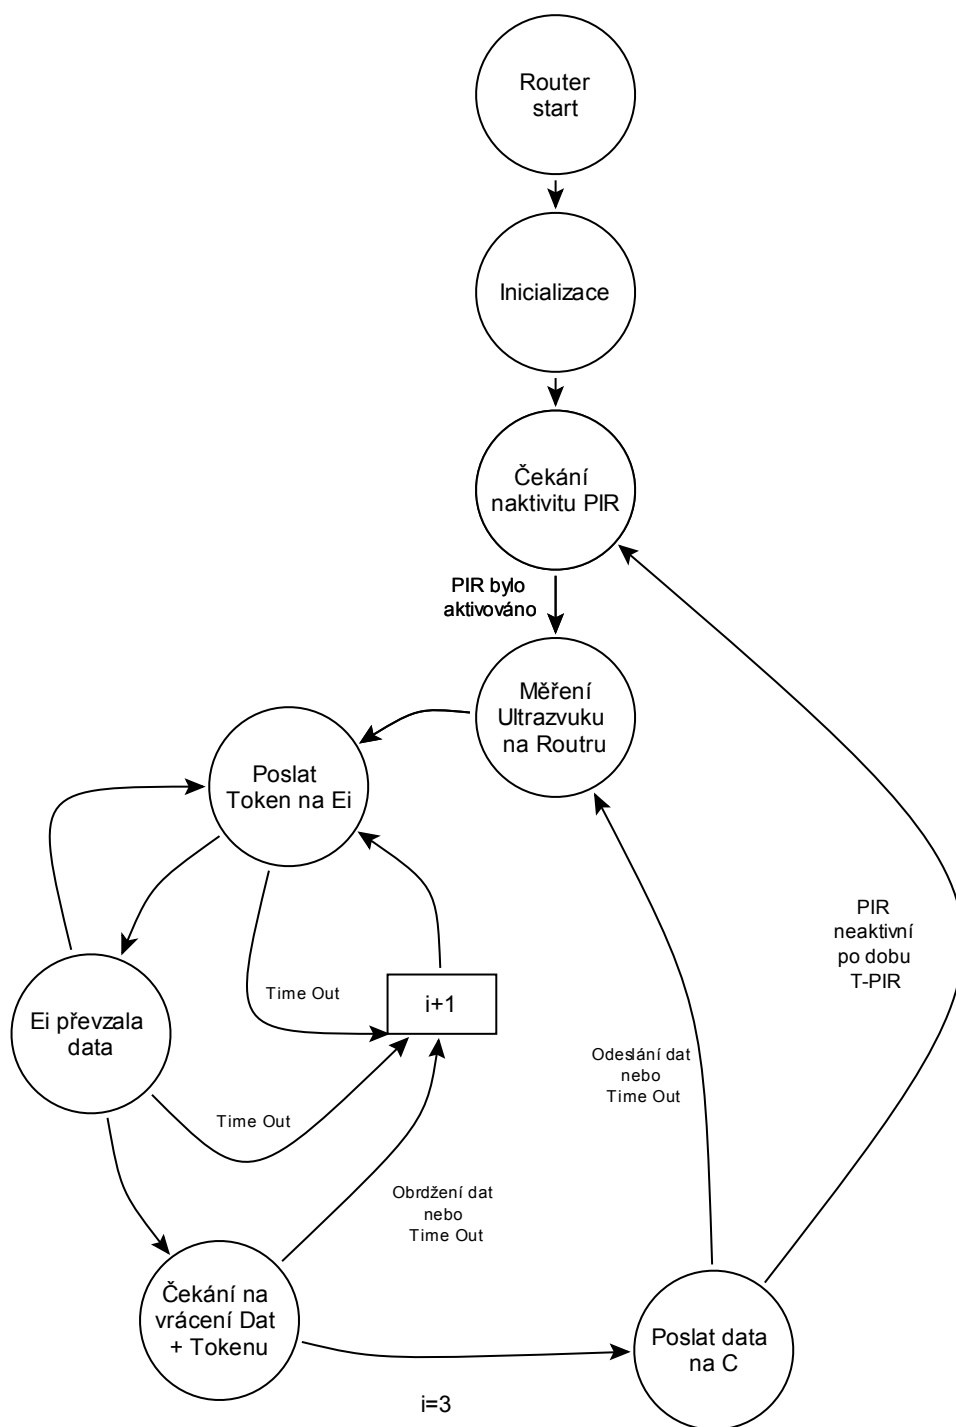 Router
start
Inicializace
Čekání
naktivitu PIR
PIR bylo
aktivováno
Měření
Ultrazvuku
na Routru
Poslat
Token na Ei
Time Out
i+1
Ei převzala
data
Time Out
PIR
neaktivní
po dobu
T-PIR
Odeslání dat
nebo
Time Out
Obrdžení dat
nebo
Time Out
Čekání na
vrácení Dat
+ Tokenu
Poslat data
na C
i=3